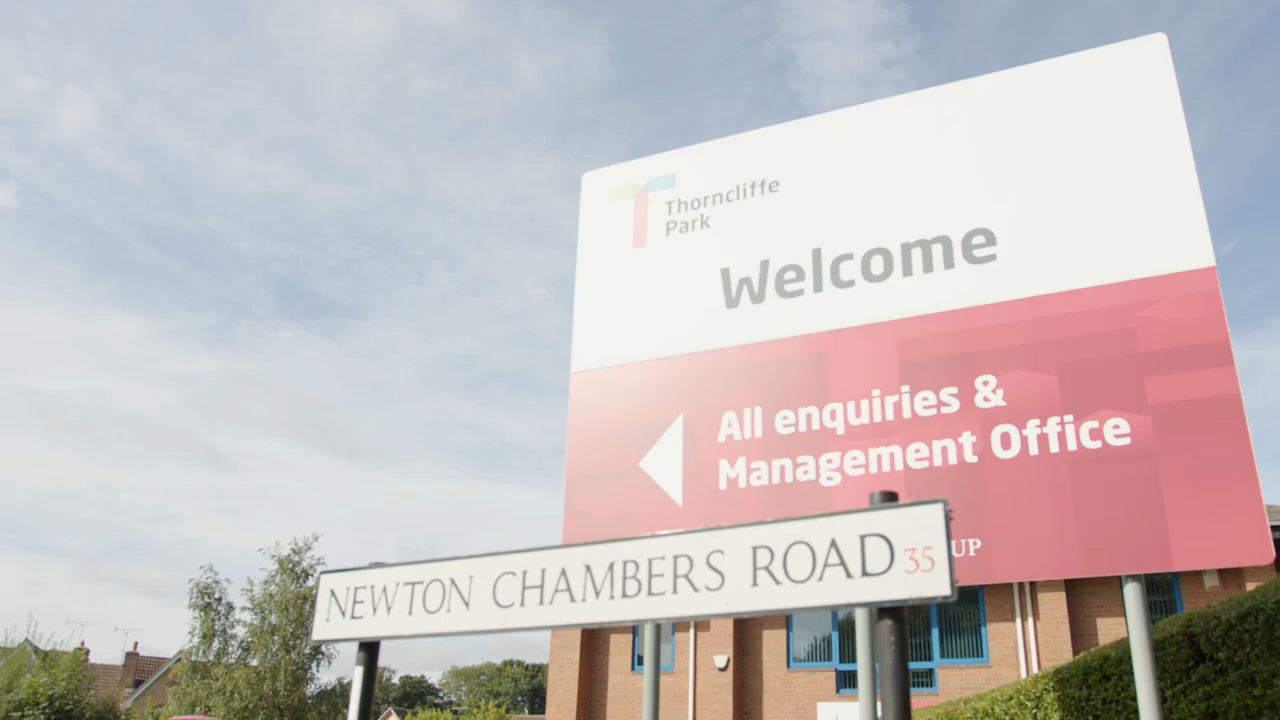 Thorncliffe
Park
Welcome
All enquiries &
Management Office
NEWTON CHAMBERS ROAD 35